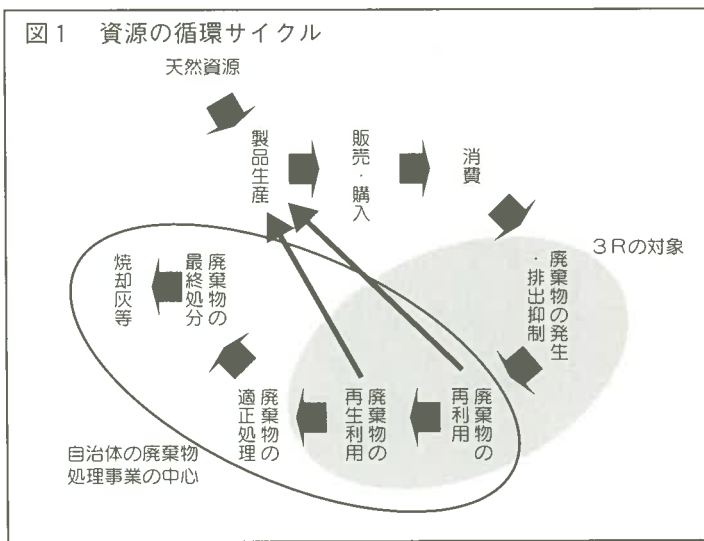 図1 資源の循環サイクル
天然資源
製品生産
販売・購入
消費
3Rの対象
廃棄物の発生
・排出抑制
廃棄物の
再利用
廃棄物の
再生利用
廃棄物の
適正処理
廃棄物の
最終処分
焼却灰等
自治体の廃棄物
処理事業の中心